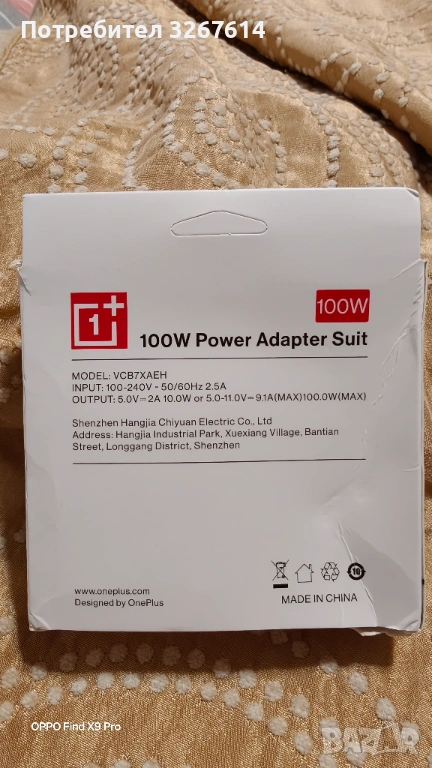 Потребител 3267614
100W
1+
100W Power Adapter Suit
MODEL: VCB7XAEH
INPUT: 100-240V ~ 50/60Hz 2.5A
OUTPUT: 5.0V⎓2A 10.0W or 5.0-11.0V⎓9.1A(MAX)100.0W(MAX)
Shenzhen Hangjia Chiyuan Electric Co., Ltd
Address: Hangjia Industrial Park, Xuexiang Village, Bantian
Street, Longgang District, Shenzhen
10
www.oneplus.com
Designed by OnePlus
MADE IN CHINA
OPPO Find X9 Pro
BAZAR